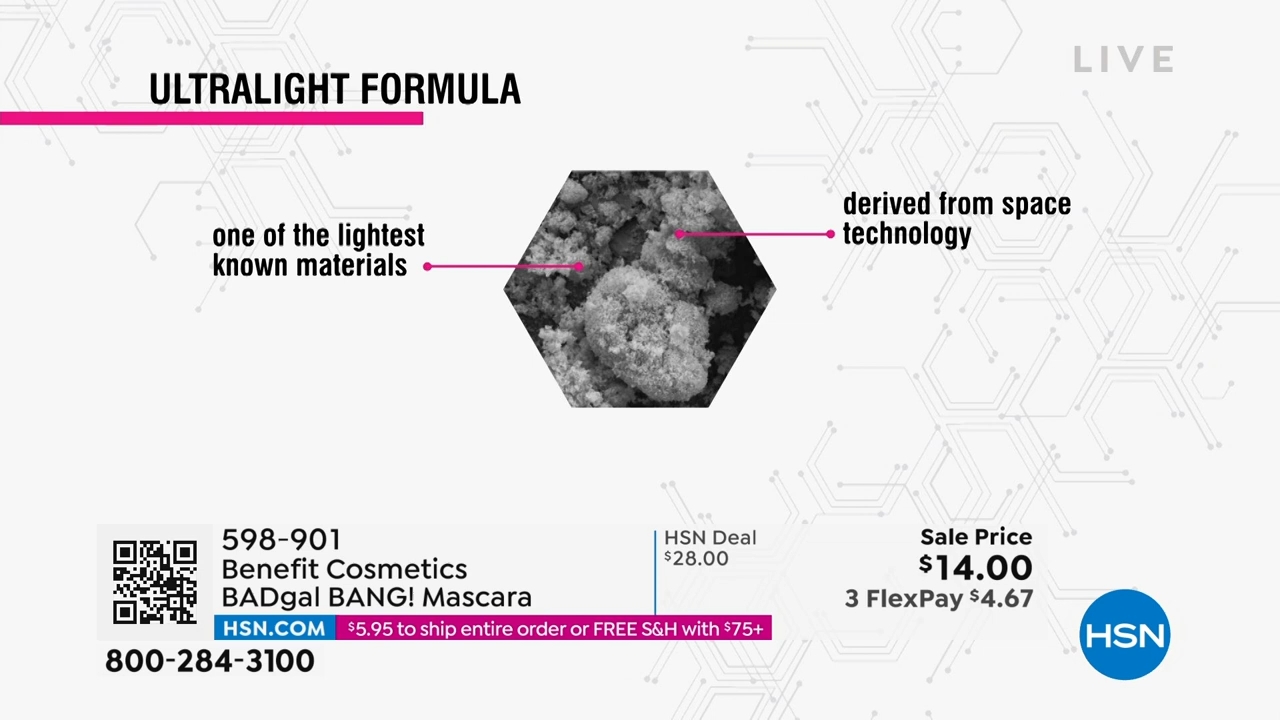 LIVE
ULTRALIGHT FORMULA
one of the lightest
known materials
derived from space
technology
598-901
Benefit Cosmetics
BADgal BANG! Mascara
HSN Deal
$28.00
Sale Price
$14.00
3 FlexPay $4.67
HSN.COM $5.95 to ship entire order or FREE S&H with $75+
800-284-3100
HSN